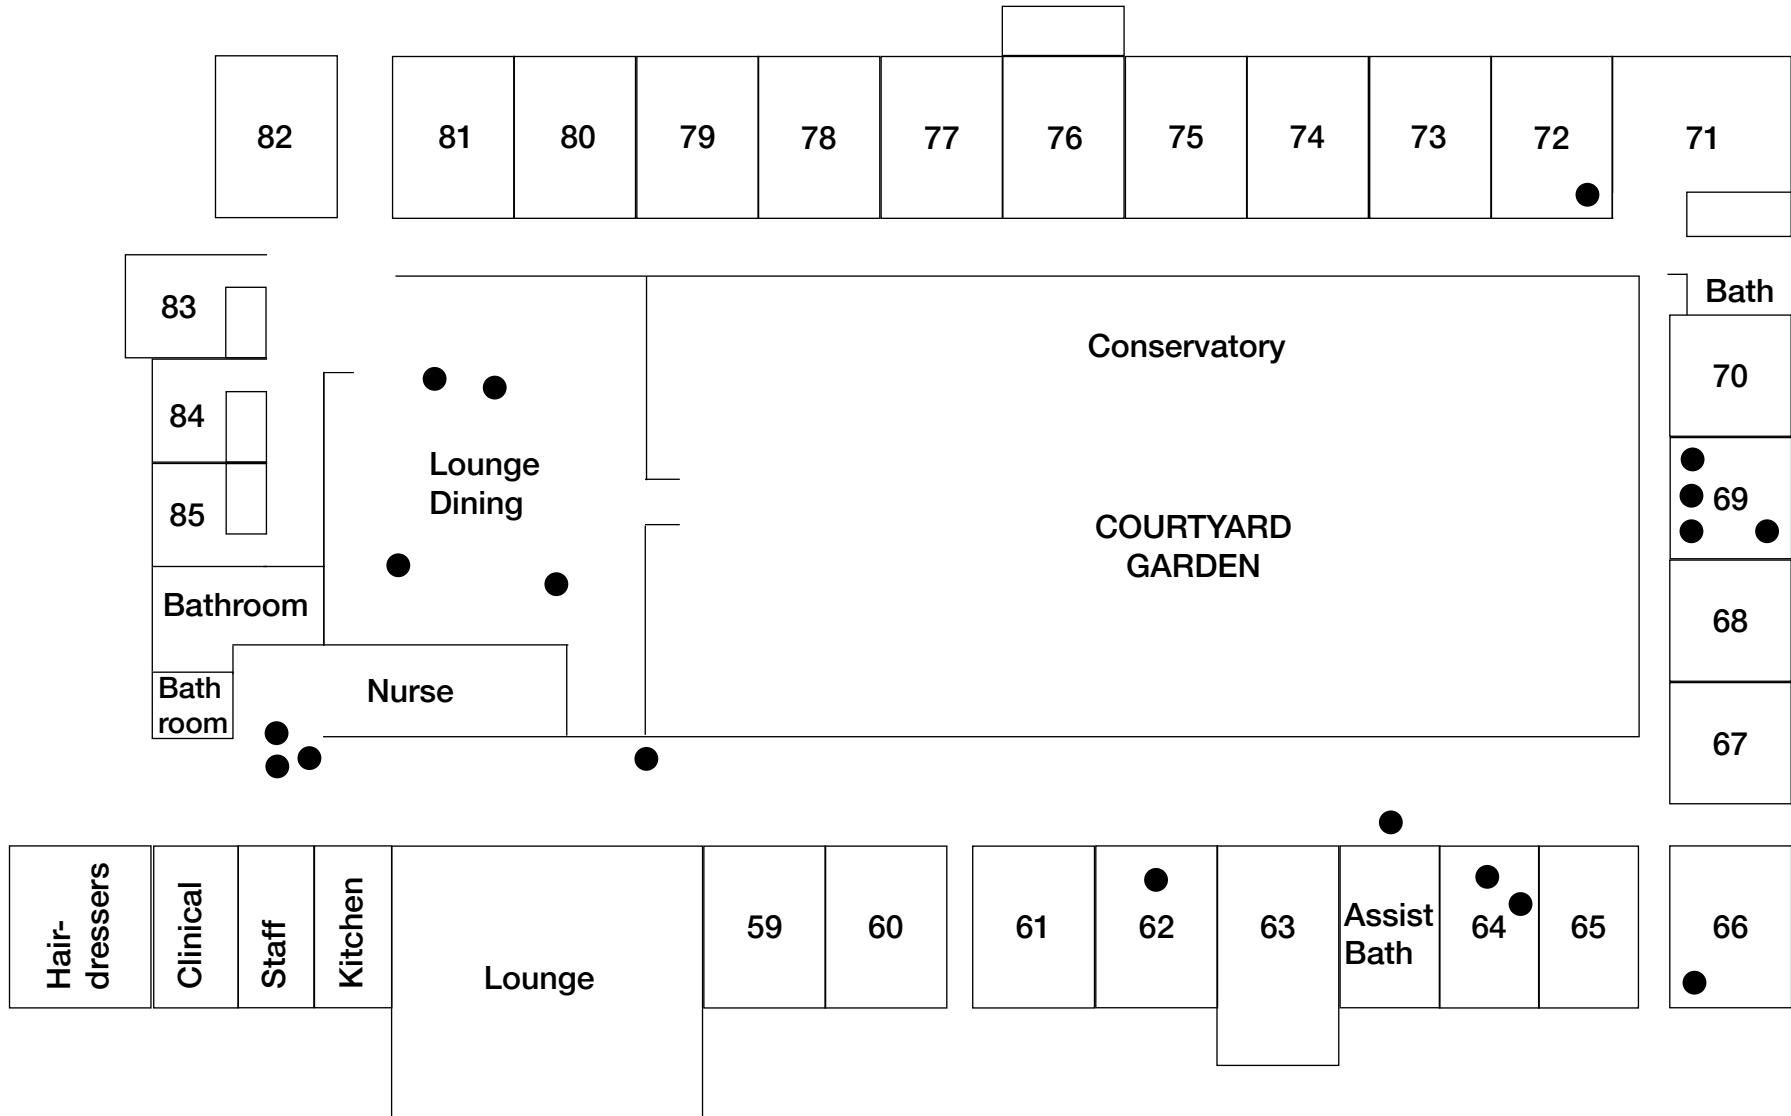 82
81
80
79
78
77
76
75
74
73
72
71
83
Bath
Conservatory
70
84
Lounge
Dining
69
85
COURTYARD
GARDEN
Bathroom
68
Nurse
Bath
room
67
Hair-
dressers
Clinical
Staff
Kitchen
Lounge
59
60
61
62
63
Assist
Bath
64
65
66